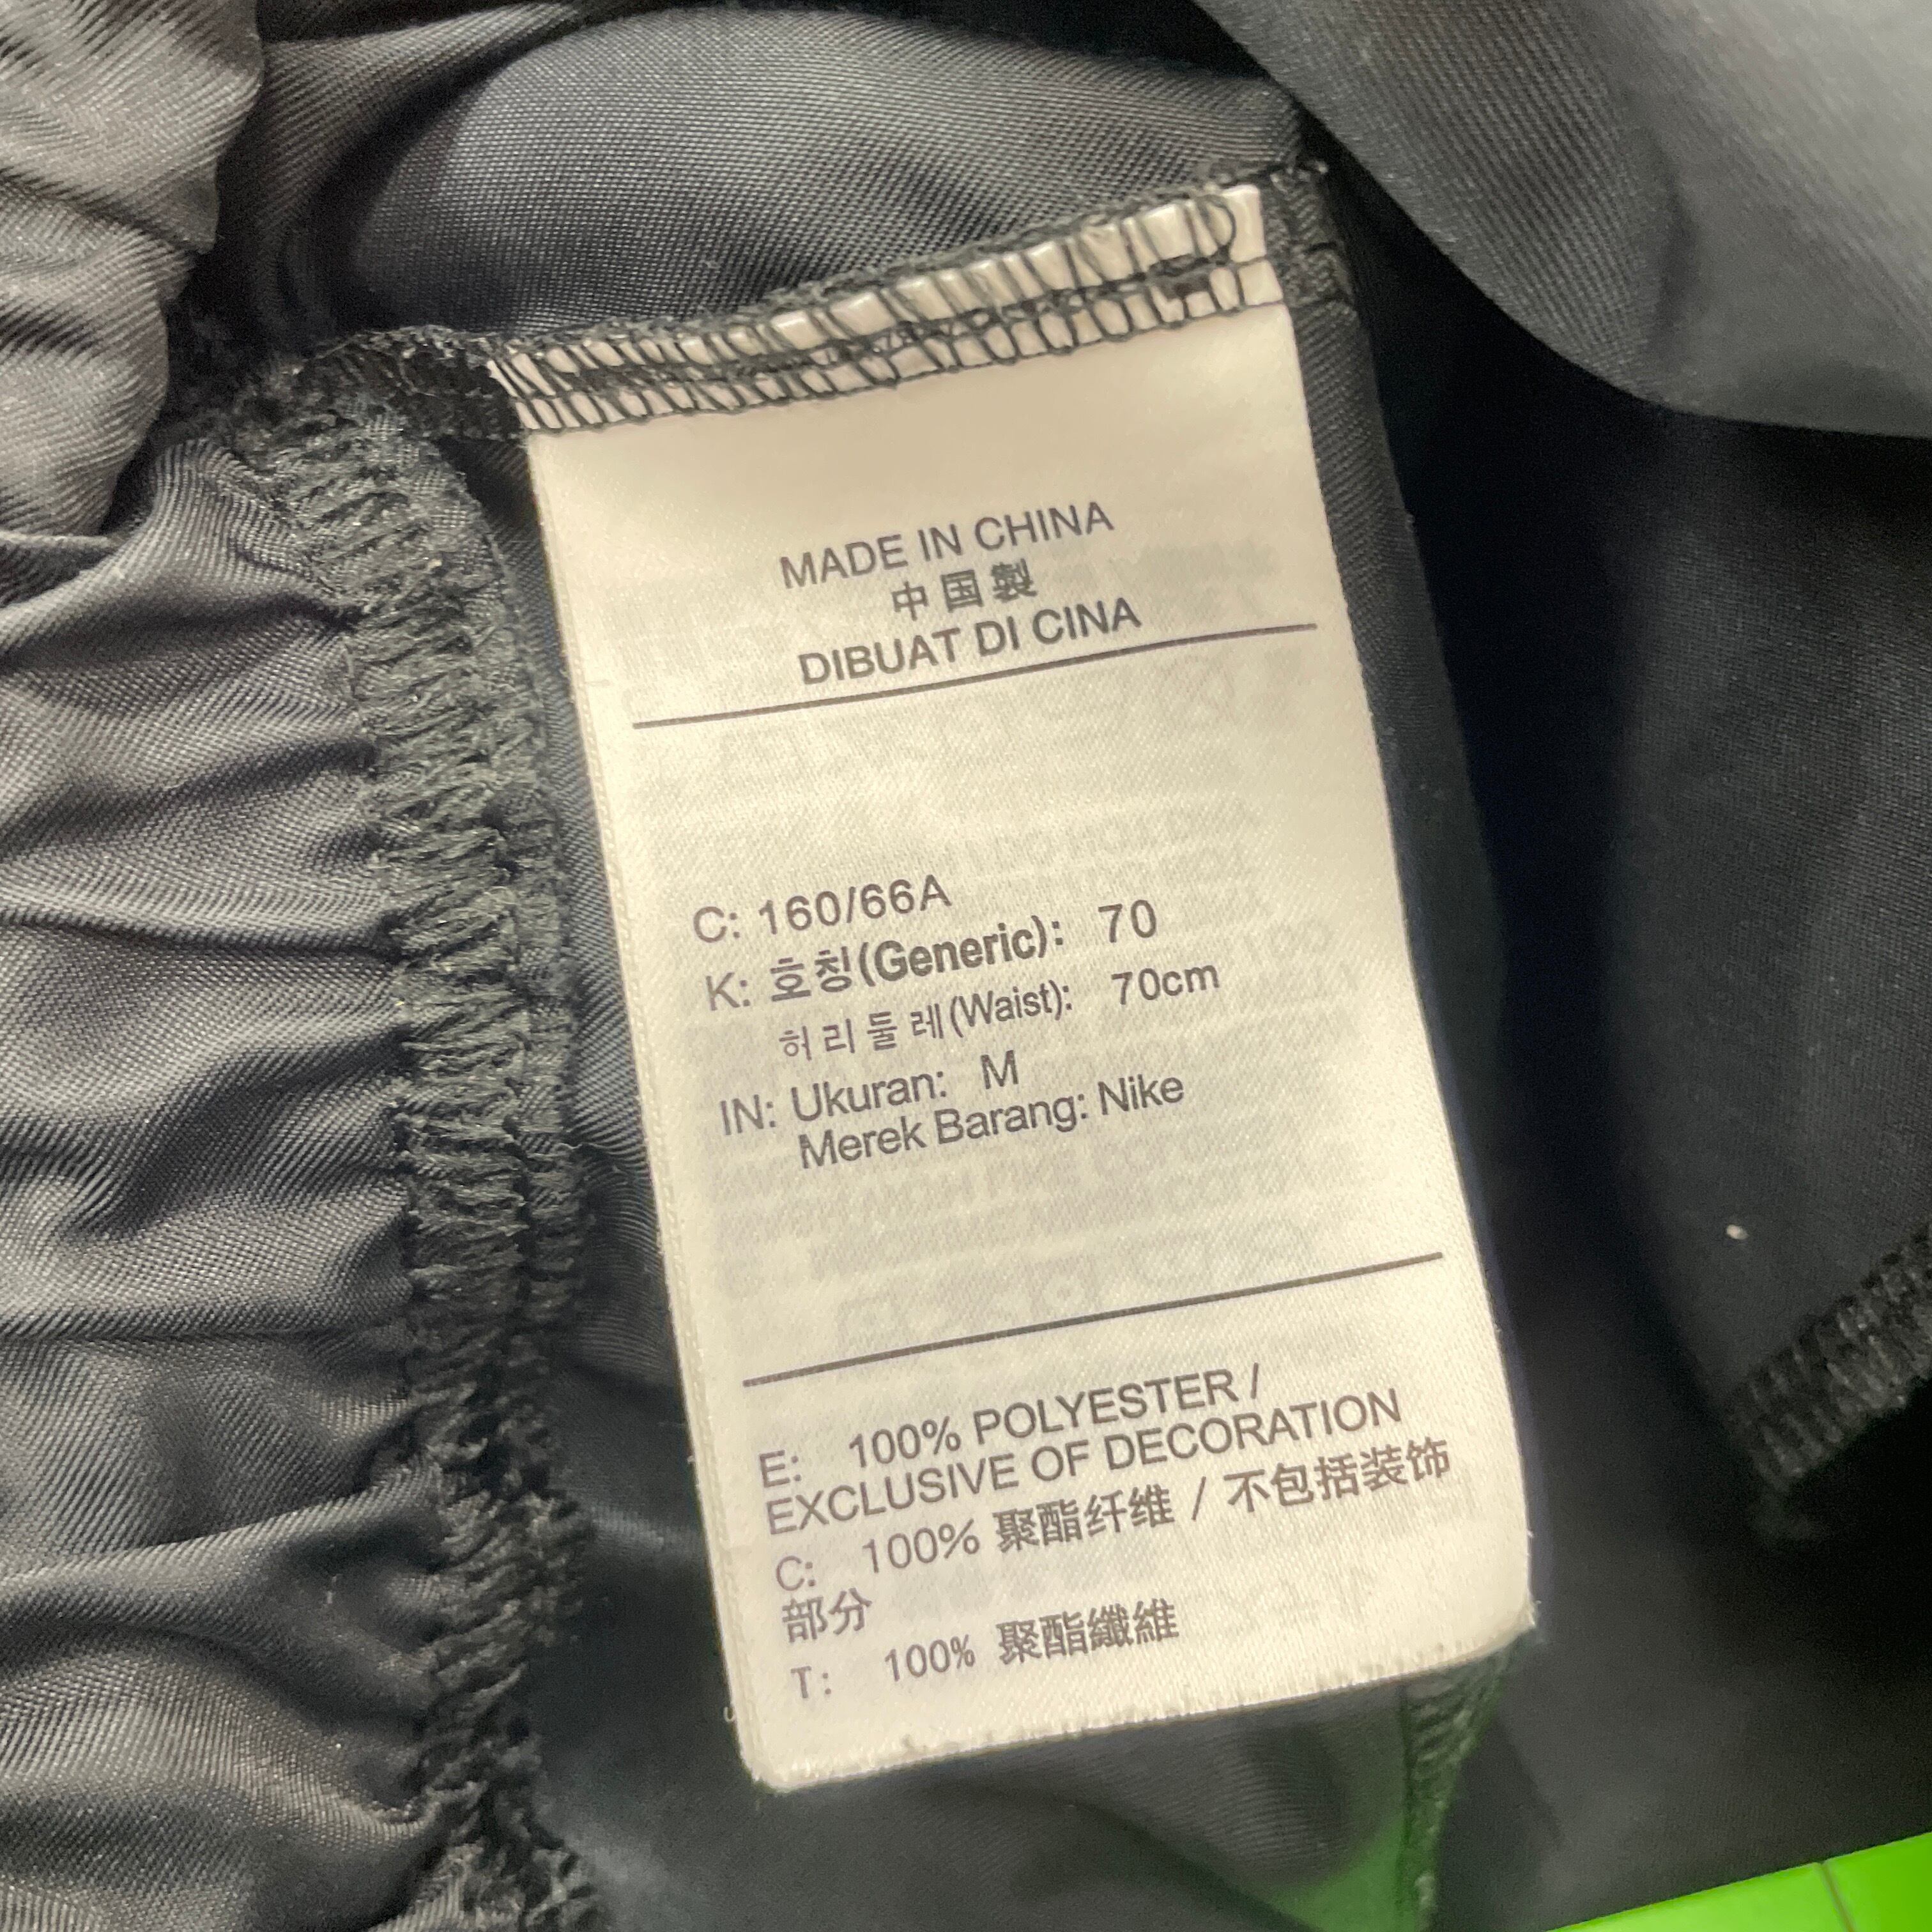 MADE IN CHINA
中国製
DIBUAT DI CINA
C: 160/66A
K: 호칭(Generic): 70
허리둘레(Waist): 70cm
IN: Ukuran: M
Merek Barang: Nike
E: 100% POLYESTER /
EXCLUSIVE OF DECORATION
C: 100% 聚酯纤维 / 不包括装饰
部分
T: 100% 聚酯纖維